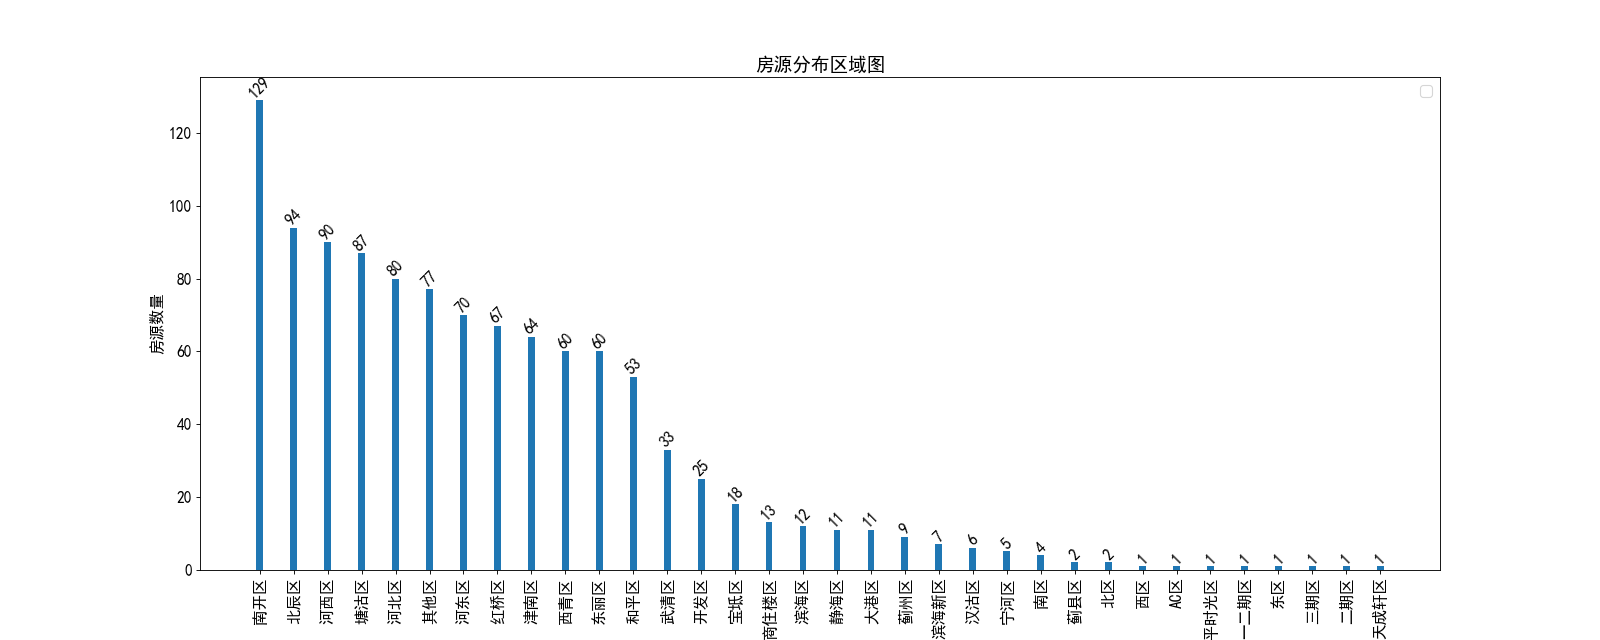 房源分布区域图
房源数量
120
100
80
60
40
20
0
129
94
90
87
80
77
70
67
64
60
60
53
33
25
18
13
12
11
11
9
7
6
5
4
2
2
1
1
1
1
1
1
1
1
南开区
北辰区
河西区
塘沽区
河北区
其他区
河东区
红桥区
津南区
西青区
东丽区
和平区
武清区
开发区
宝坻区
商住楼区
滨海区
静海区
大港区
蓟州区
滨海新区
汉沽区
宁河区
南区
蓟县区
北区
西区
AC区
平时光区
一二期区
东区
三期区
二期区
天成轩区